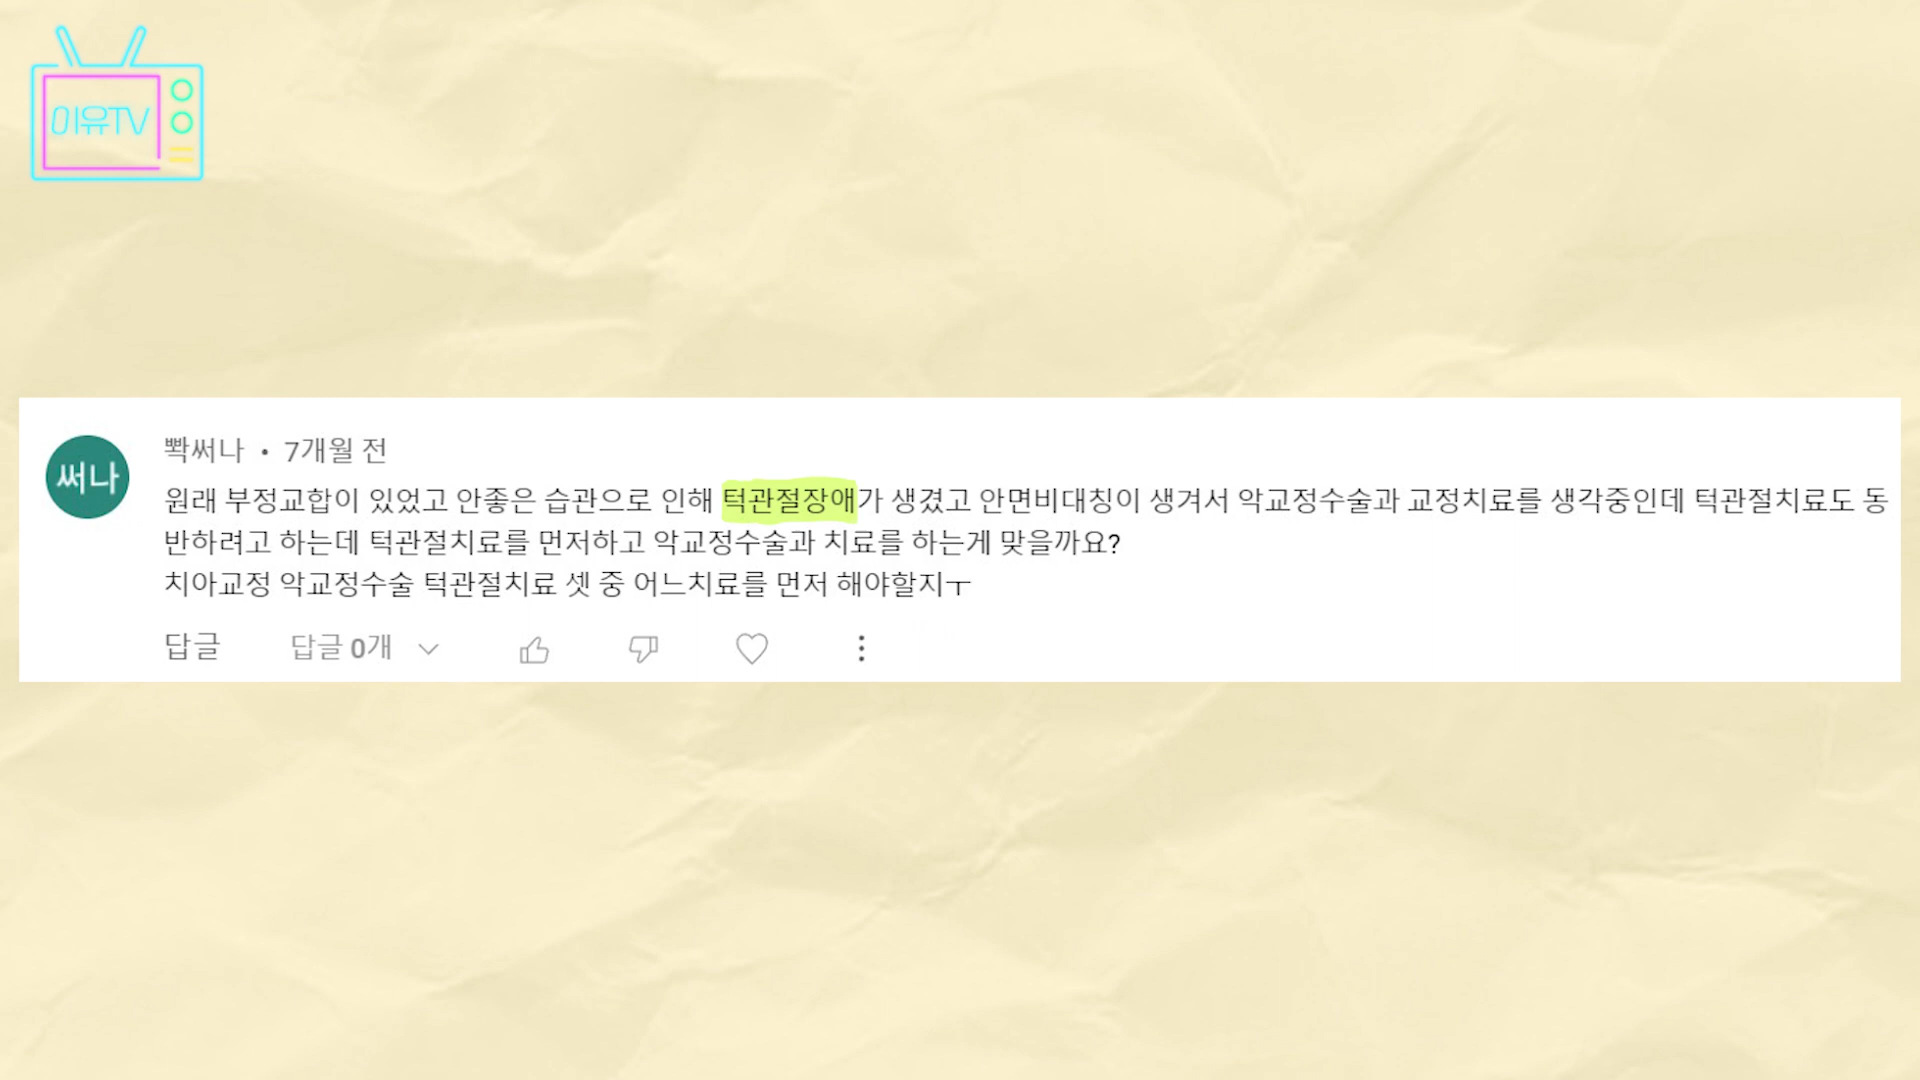 이유TV
써나
빡써나 • 7개월 전
원래 부정교합이 있었고 안좋은 습관으로 인해 턱관절장애가 생겼고 안면비대칭이 생겨서 악교정수술과 교정치료를 생각중인데 턱관절치료도 동
반하려고 하는데 턱관절치료를 먼저하고 악교정수술과 치료를 하는게 맞을까요?
치아교정 악교정수술 턱관절치료 셋 중 어느치료를 먼저 해야할지ㅜ
답글 답글 0개